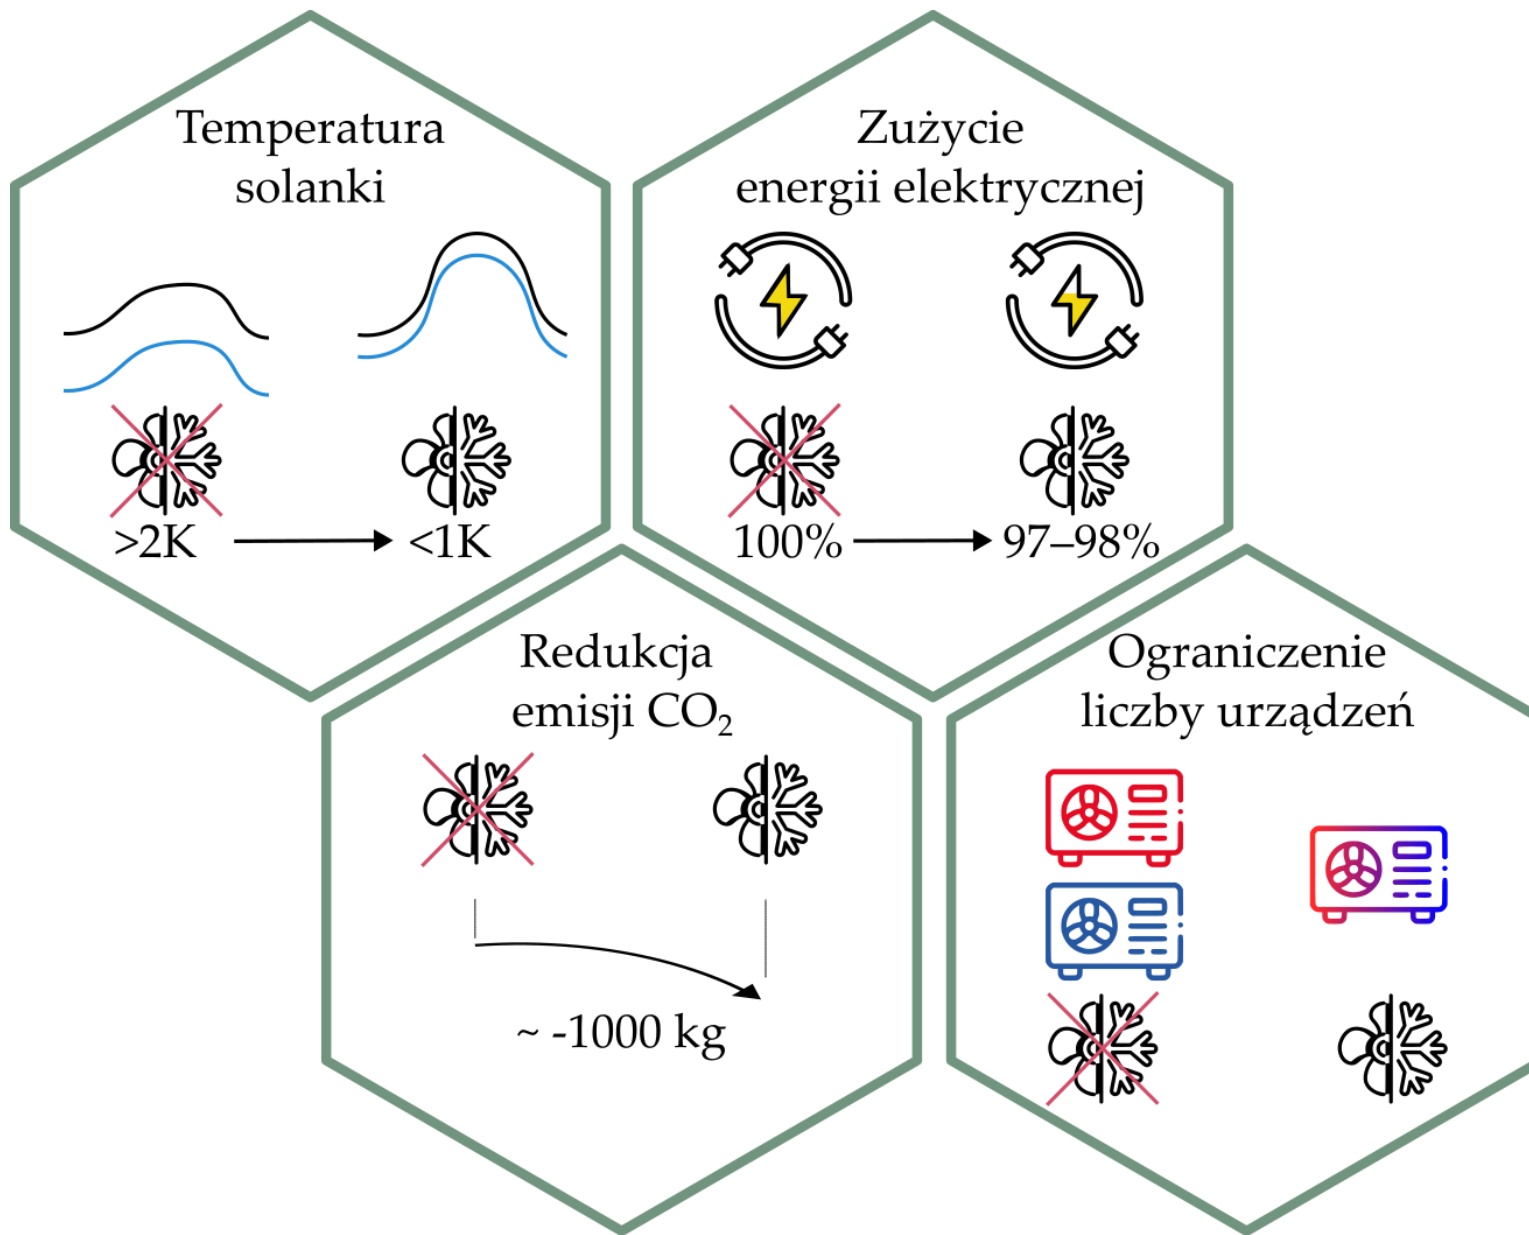 Temperatura
solanki
>2K
<1K
Zużycie
energii elektrycznej
100%
97–98%
Redukcja
emisji CO₂
~ -1000 kg
Ograniczenie
liczby urządzeń